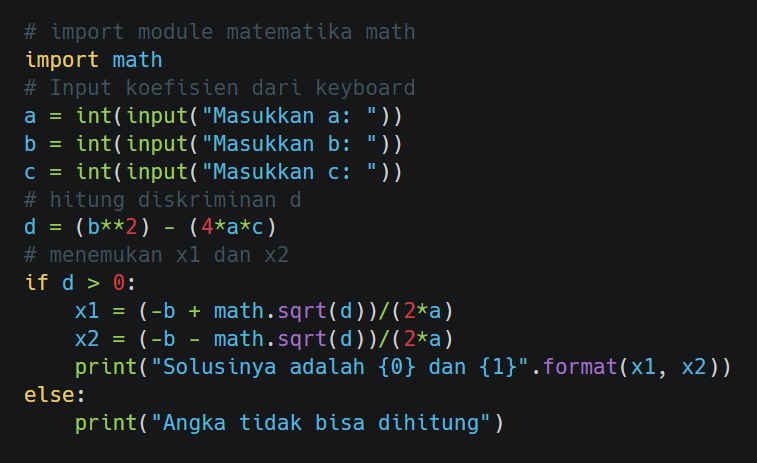 # import module matematika math
import math
# Input koefisien dari keyboard
a = int(input("Masukkan a: "))
b = int(input("Masukkan b: "))
c = int(input("Masukkan c: "))
# hitung diskriminan d
d = (b**2) - (4*a*c)
# menemukan x1 dan x2
if d > 0:
    x1 = (-b + math.sqrt(d))/(2*a)
    x2 = (-b - math.sqrt(d))/(2*a)
    print("Solusinya adalah {0} dan {1}".format(x1, x2))
else:
    print("Angka tidak bisa dihitung")